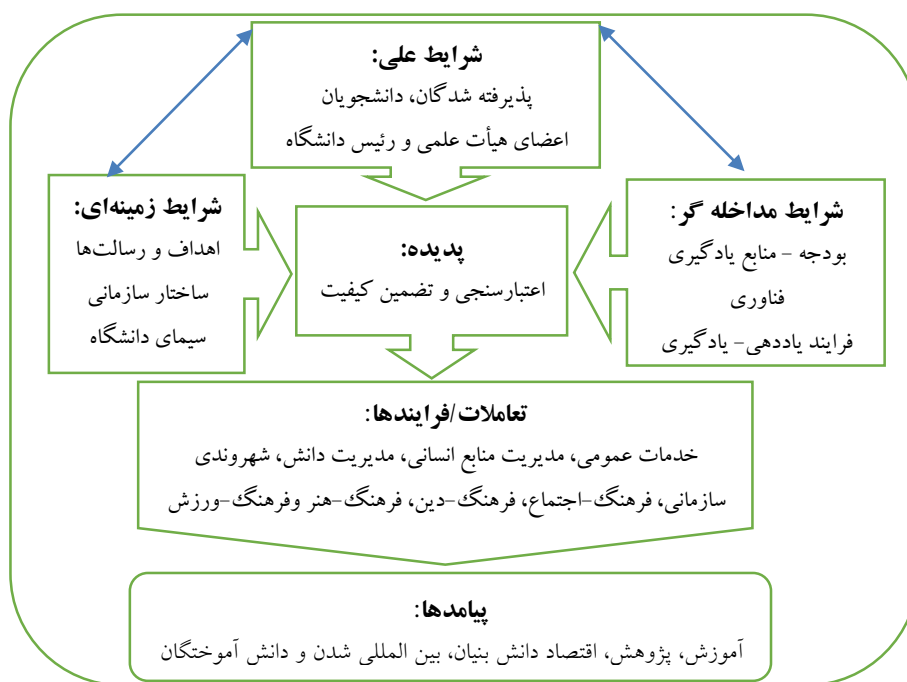 شرایط علی:
پذیرفته شدگان، دانشجویان
اعضای هیأت علمی و رئیس دانشگاه
شرایط مداخله گر:
بودجه – منابع یادگیری
فناوری
فرایند یاددهی– یادگیری
پدیده:
اعتبارسنجی و تضمین کیفیت
شرایط زمینه‌ای:
اهداف و رسالت‌ها
ساختار سازمانی
سیمای دانشگاه
تعاملات/فرایندها:
خدمات عمومی، مدیریت منابع انسانی، مدیریت دانش، شهروندی
سازمانی، فرهنگ–اجتماع، فرهنگ–دین، فرهنگ–هنر وفرهنگ–ورزش
پیامدها:
آموزش، پژوهش، اقتصاد دانش بنیان، بین المللی شدن و دانش آموختگان